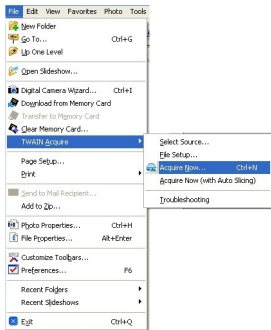 File Edit View Favorites Photo Tools
New Folder
Go To... Ctrl+G
Up One Level
Open Slideshow...
Digital Camera Wizard... Ctrl+I
Download from Memory Card
Transfer to Memory Card
Clear Memory Card...
TWAIN Acquire
Select Source...
File Setup...
Acquire Now... Ctrl+N
Acquire Now (with Auto Slicing)
Troubleshooting
Page Setup...
Print
Send to Mail Recipient...
Add to Zip...
Photo Properties... Ctrl+H
File Properties... Alt+Enter
Customize Toolbars...
Preferences... F6
Recent Folders
Recent Slideshows
Exit Ctrl+Q